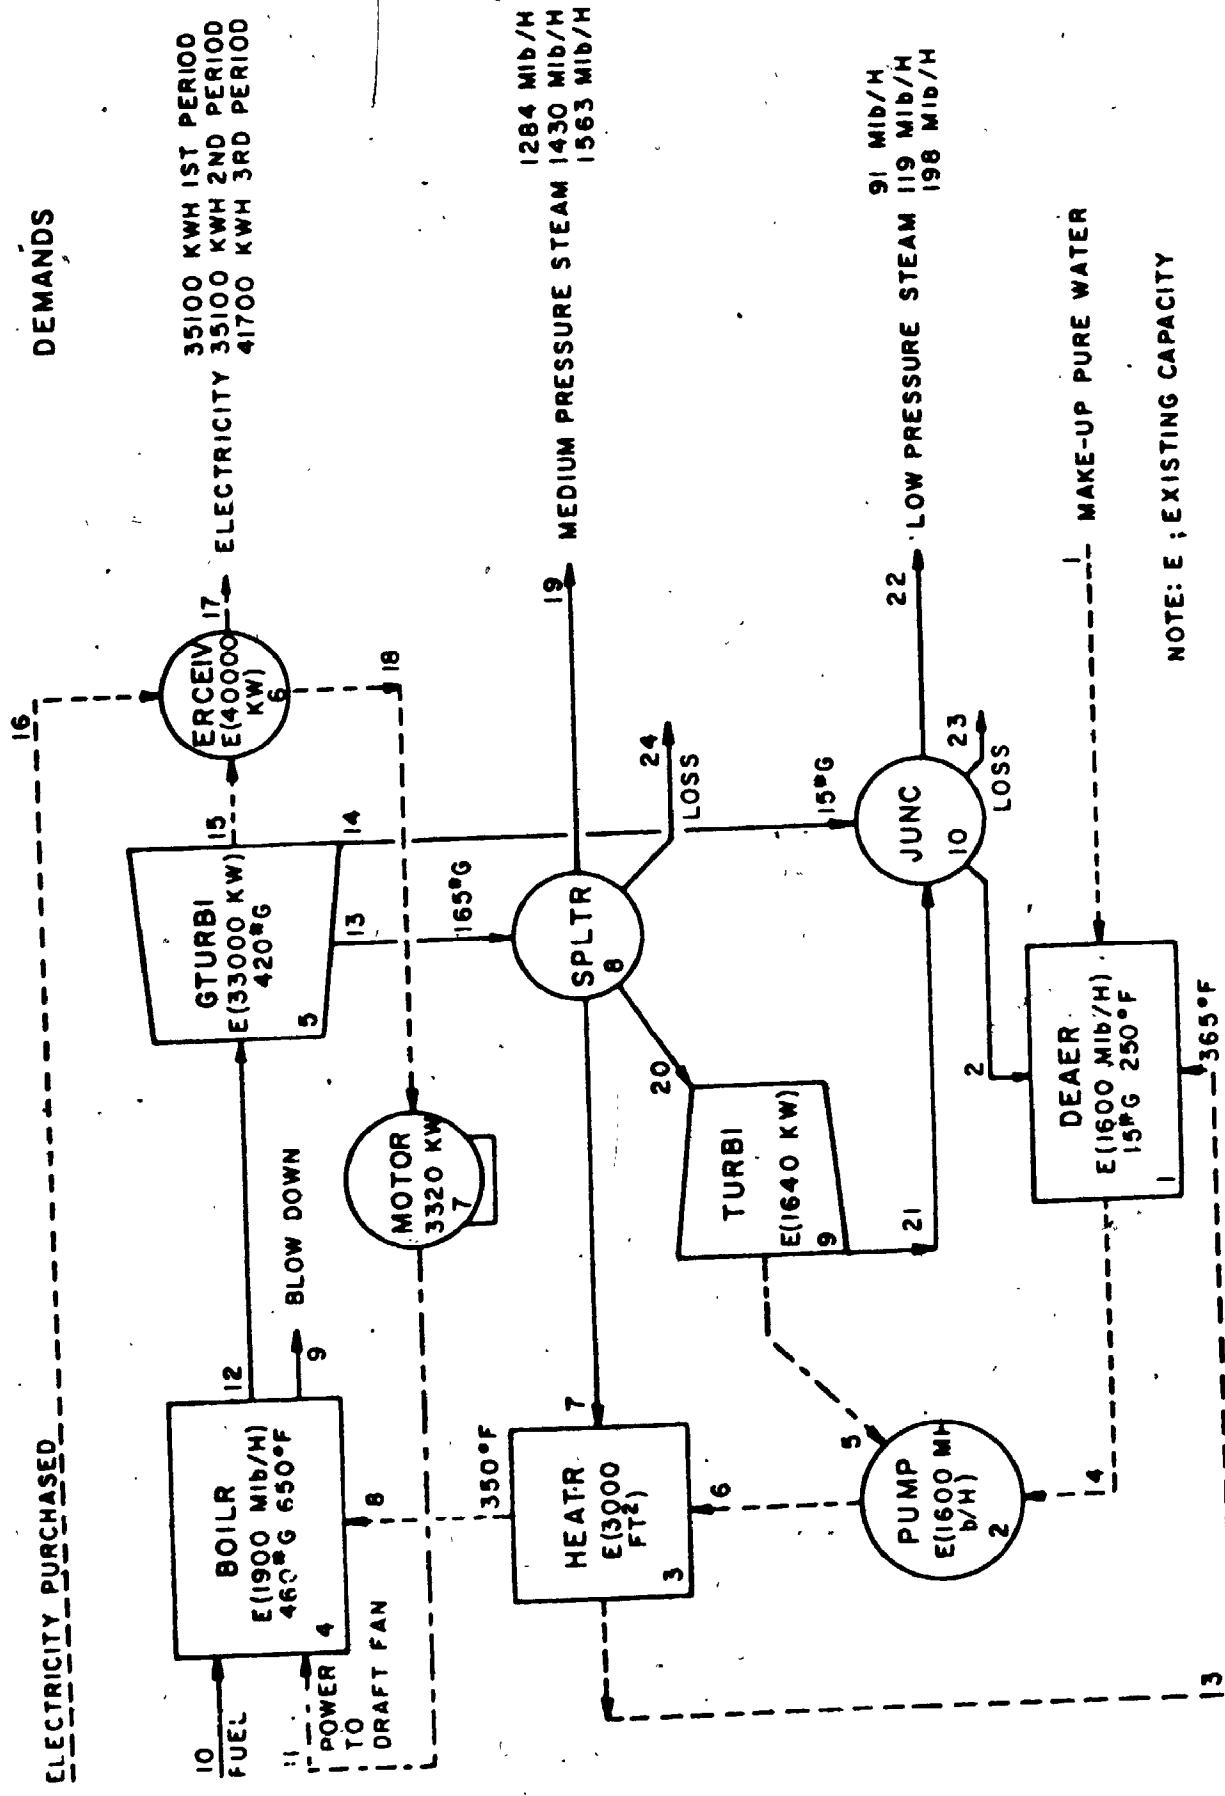 DEMANDS
ELECTRICITY PURCHASED
16
10
FUEL
11
POWER
TO
DRAFT FAN
BOILR
E(1900 Mlb/H)
460#G 650°F
4
12
9
BLOW DOWN
8
350°F
GTURBI
E(33000 KW)
420#G
5
15
13
14
165#G
ERCEIV
E(40000
KW)
6
17
18
ELECTRICITY
35100 KWH 1ST PERIOD
35100 KWH 2ND PERIOD
41700 KWH 3RD PERIOD
MOTOR
3320 KW
7
HEATR
E(3000
FT2)
3
7
6
SPLTR
8
19
MEDIUM PRESSURE STEAM
1284 Mlb/H
1430 Mlb/H
1563 Mlb/H
24
LOSS
20
TURBI
E(1640 KW)
9
21
5
PUMP
E(1600 MH
b/H)
2
14
15#G
JUNC
10
22
LOW PRESSURE STEAM
91 Mlb/H
119 Mlb/H
198 Mlb/H
23
LOSS
2
DEAER
E(1600 Mlb/H)
15#G 250°F
1
1
MAKE-UP PURE WATER
365°F
13
NOTE: E ; EXISTING CAPACITY